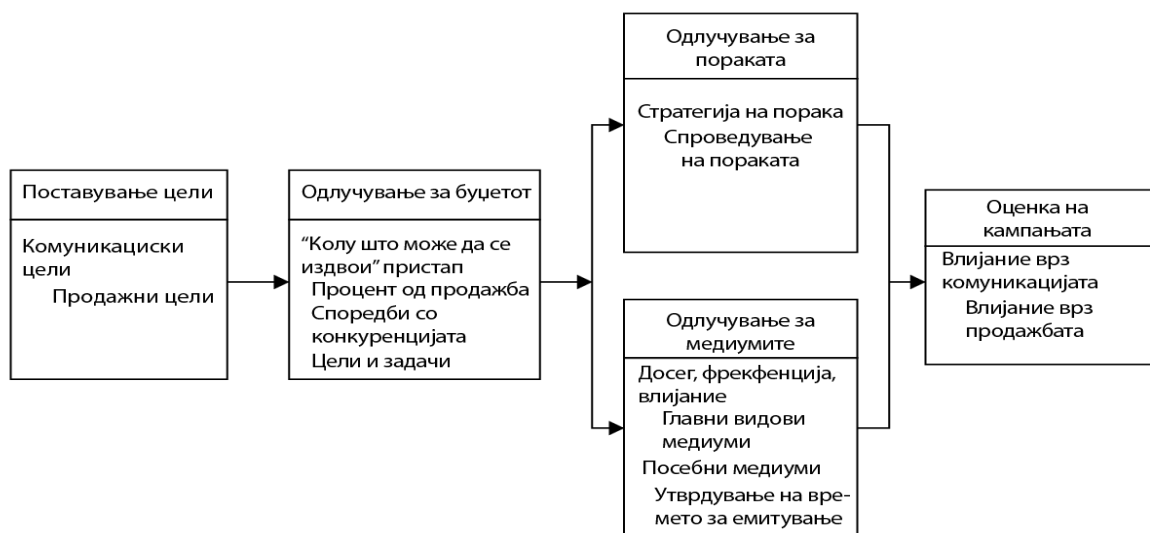 Поставување цели
Комуникациски
цели
Продажни цели
Одлучување за буџетот
“Колу што може да се
издвои” пристап
Процент од продажба
Споредби со
конкуренцијата
Цели и задачи
Одлучување за
пораката
Стратегија на порака
Спроведување
на пораката
Одлучување за
медиумите
Досег, фрекфенција,
влијание
Главни видови
медиуми
Посебни медиуми
Утврдување на вре-
мето за емитување
Оценка на
кампањата
Влијание врз
комуникацијата
Влијание врз
продажбата